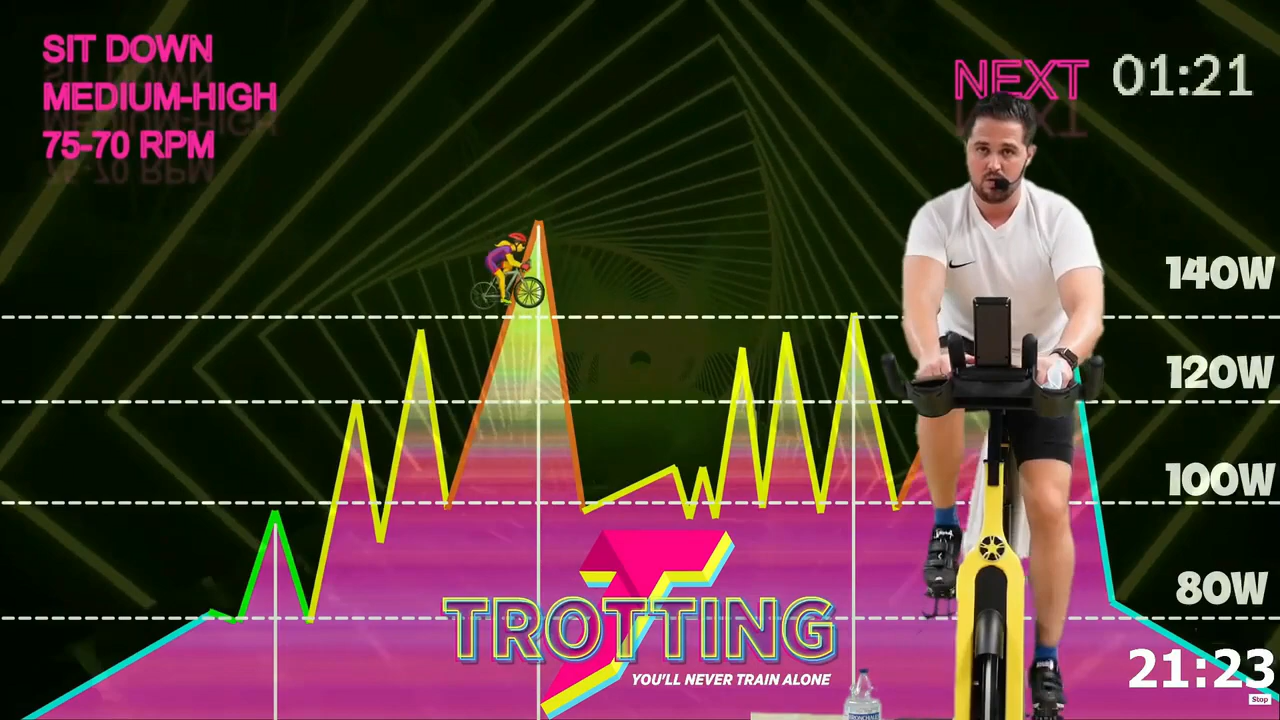 SIT DOWN
MEDIUM-HIGH
75-70 RPM
NEXT 01:21
140W
120W
100W
80W
TROTTING
YOU'LL NEVER TRAIN ALONE
21:23
Stop